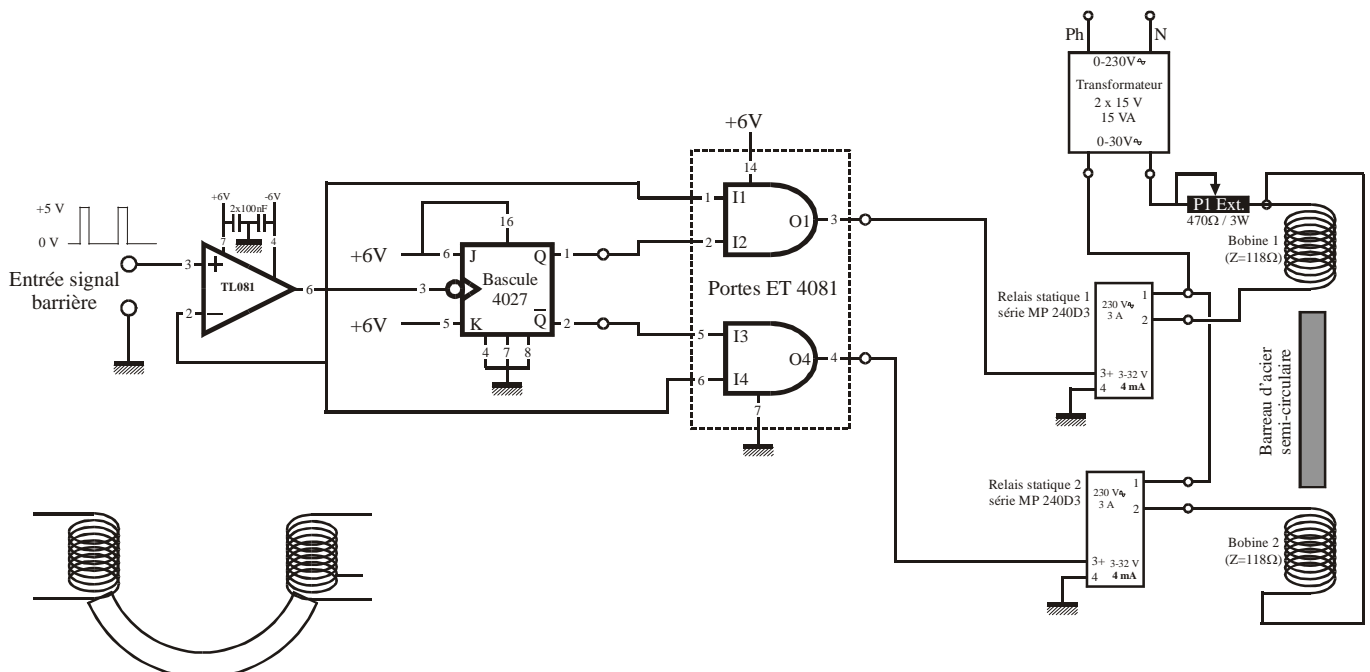 Ph
N
0-230V
Transformateur
2 x 15 V
15 VA
0-30V
P1 Ext.
470Ω / 3W
Bobine 1
(Z=118Ω)
+5 V
0 V
Entrée signal
barrière
+6V
-6V
2x100nF
7
4
3
2
TL081
6
+6V
16
6
J
Q
1
3
Bascule
4027
+6V
5
K
Q
2
4
7
8
+6V
14
1
I1
2
I2
O1
3
Portes ET 4081
5
I3
6
I4
O4
4
7
Relais statique 1
série MP 240D3
230 V
3 A
1
2
3+
3-32 V
4
4 mA
Barreau d'acier
semi-circulaire
Relais statique 2
série MP 240D3
230 V
3 A
1
2
3+
3-32 V
4
4 mA
Bobine 2
(Z=118Ω)